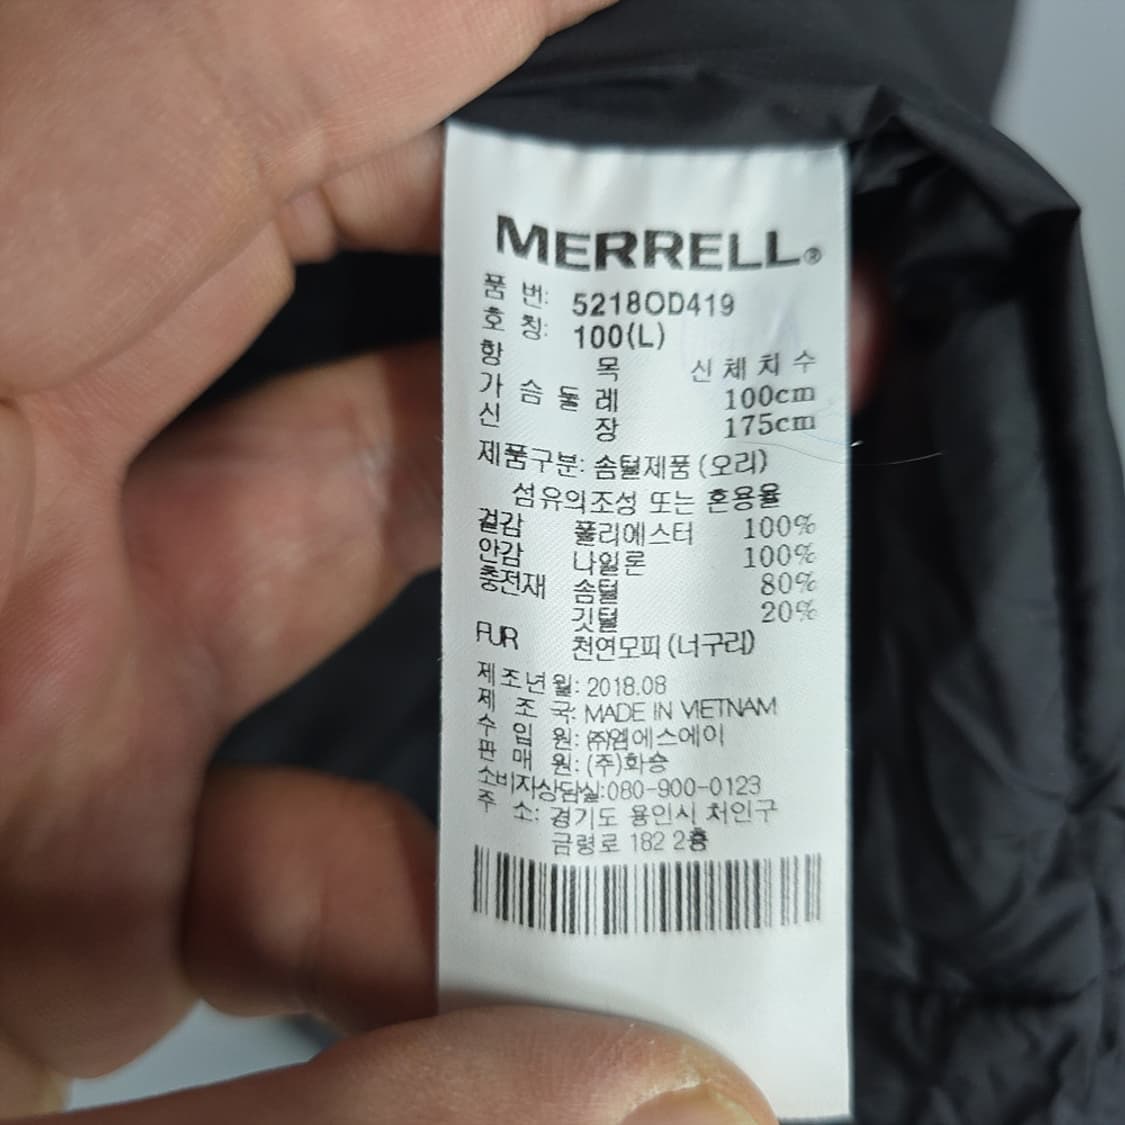 MERRELL®
품 번: 5218OD419
호 칭: 100(L)
항 목 신체치수
가 슴 둘 레 100cm
신 장 175cm
제품구분: 솜털제품(오리)
섬유의조성 또는 혼용율
겉감 폴리에스터 100%
안감 나일론 100%
충전재 솜털 80%
깃털 20%
FUR 천연모피(너구리)
제조년월: 2018.08
제 조 국: MADE IN VIETNAM
수 입 원: ㈜엠에스에이
판 매 원: (주)화승
소비자상담실:080-900-0123
주 소: 경기도 용인시 처인구
금령로 182 2층